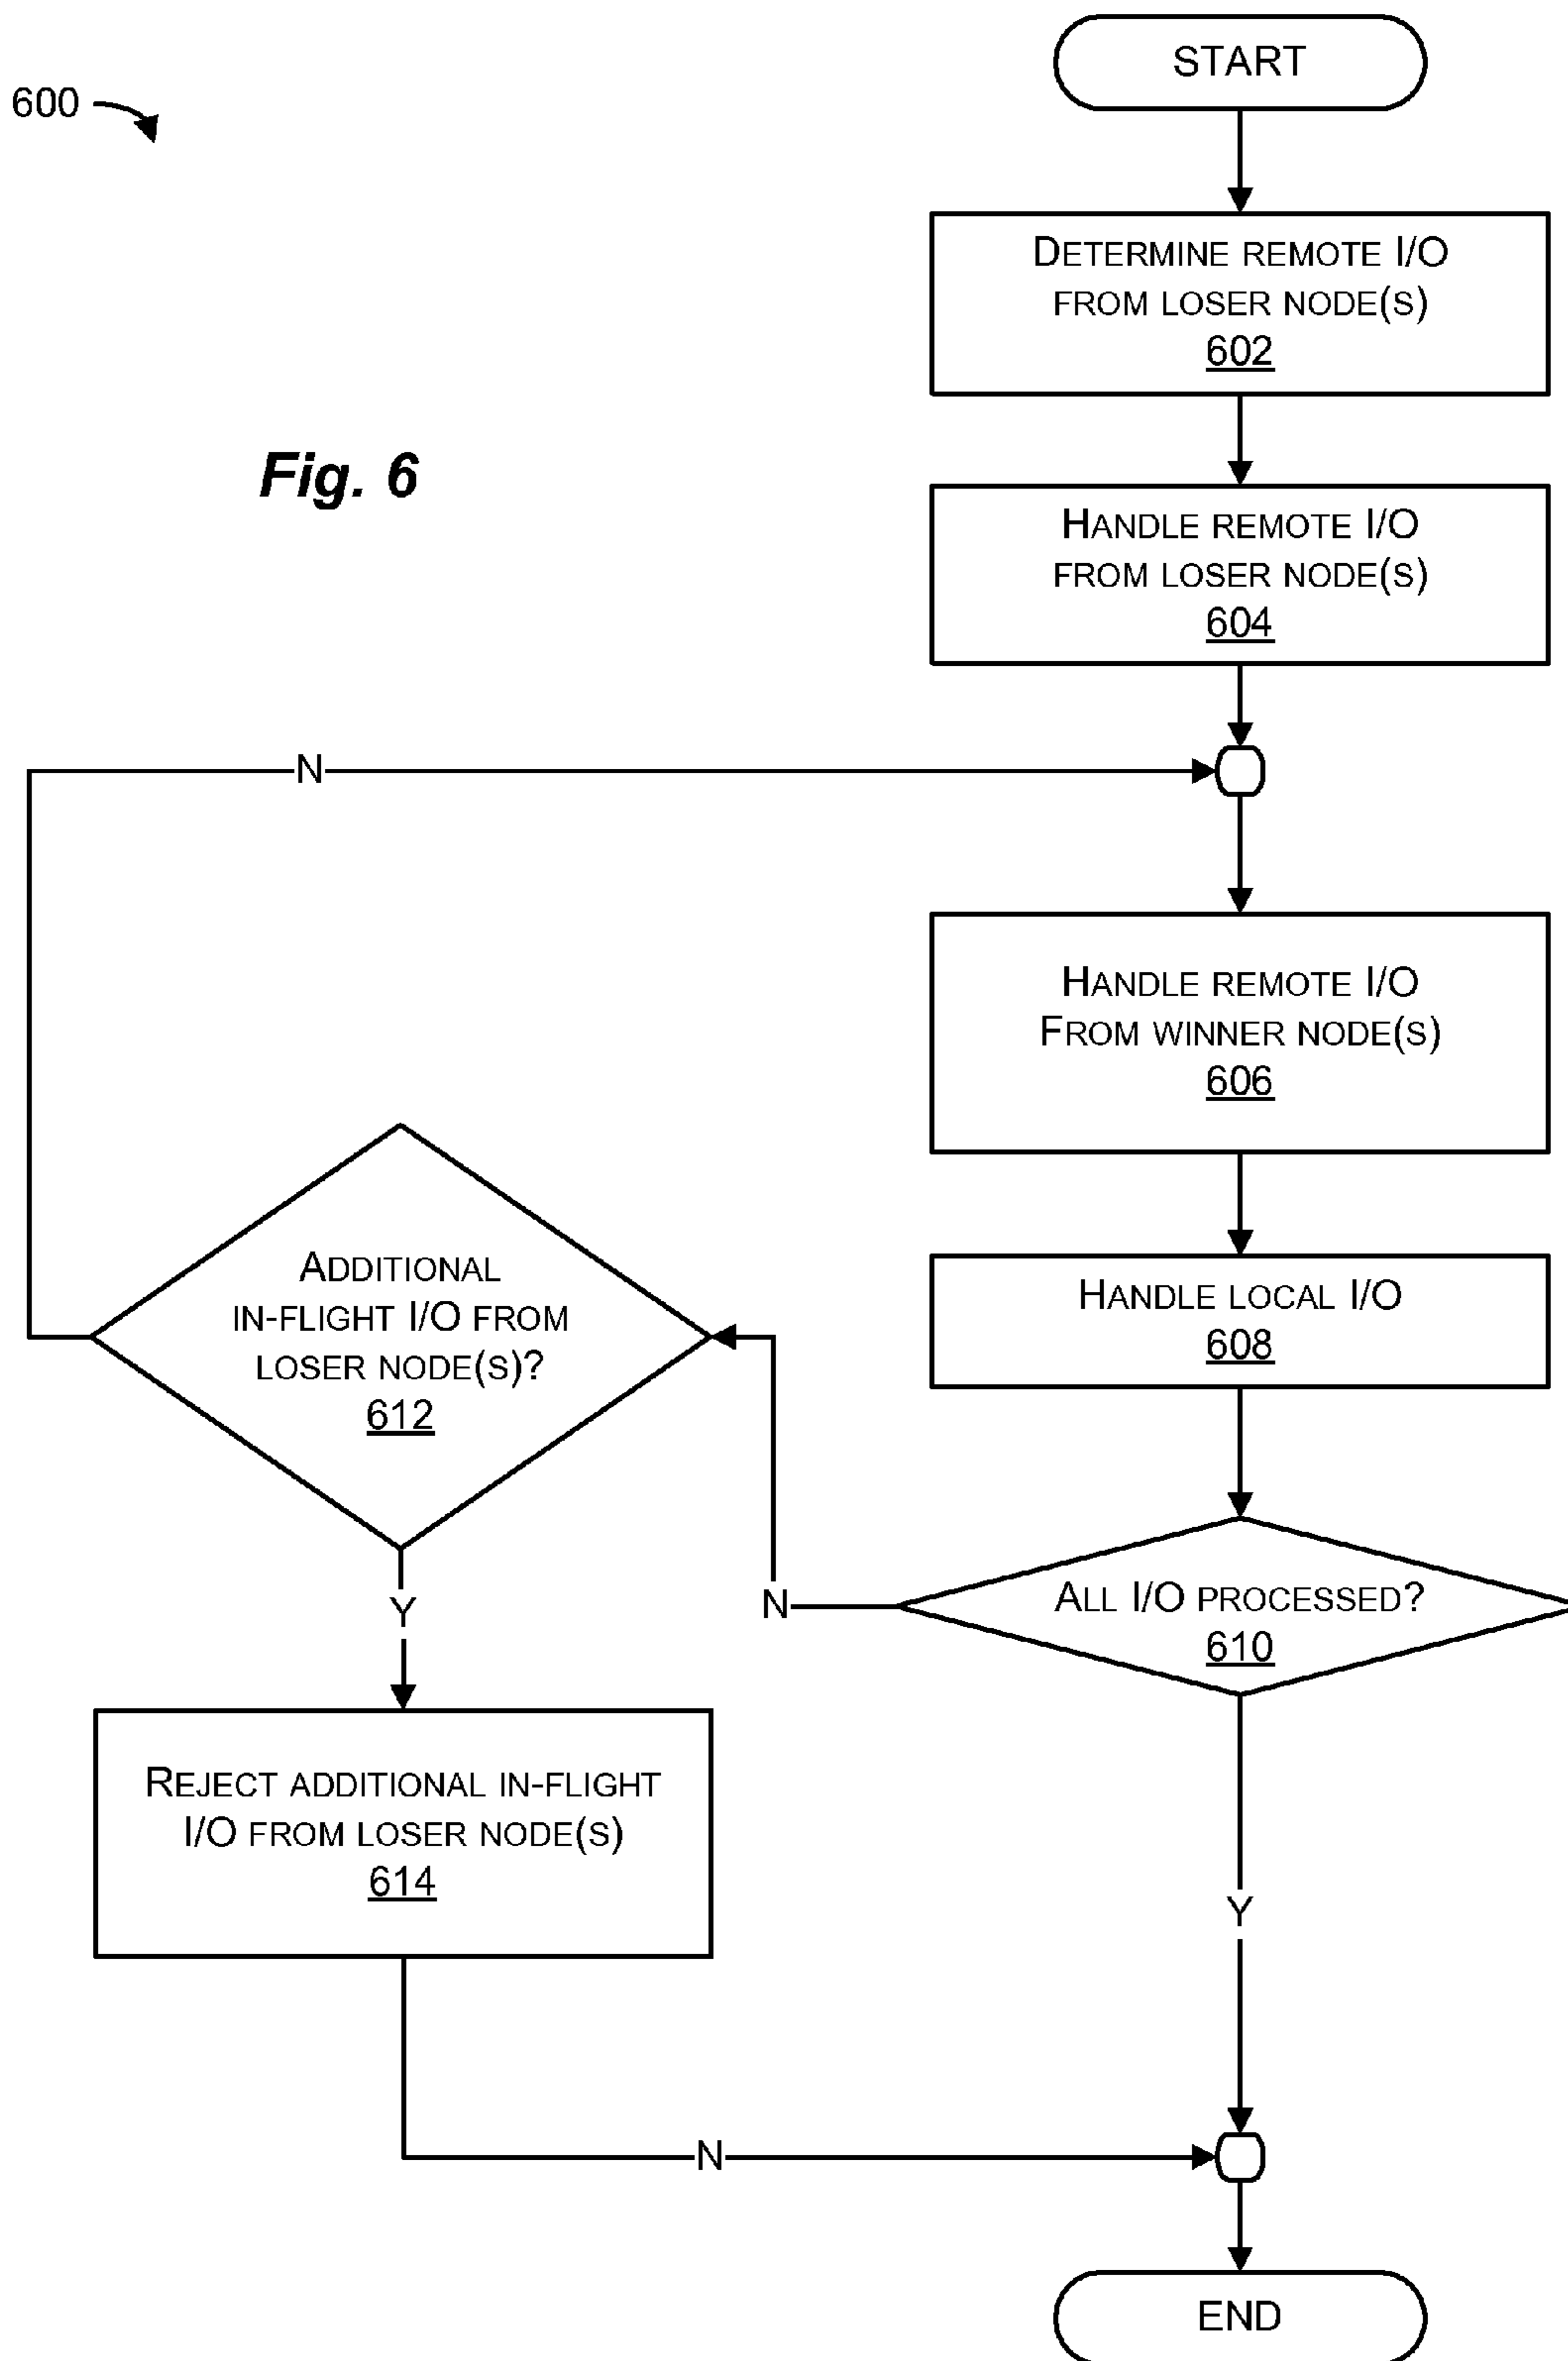 START
600
DETERMINE REMOTE I/O
FROM LOSER NODE(S)
602
Fig. 6
HANDLE REMOTE I/O
FROM LOSER NODE(S)
604
N
HANDLE REMOTE I/O
FROM WINNER NODE(S)
606
ADDITIONAL
IN-FLIGHT I/O FROM
LOSER NODE(S)?
612
HANDLE LOCAL I/O
608
ALL I/O PROCESSED?
610
N
Y
REJECT ADDITIONAL IN-FLIGHT
I/O FROM LOSER NODE(S)
614
Y
N
END